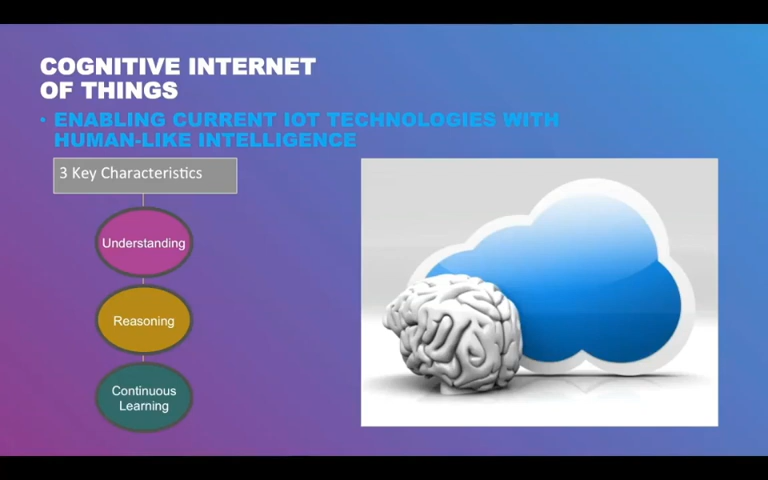 COGNITIVE INTERNET
OF THINGS
• ENABLING CURRENT IOT TECHNOLOGIES WITH
HUMAN-LIKE INTELLIGENCE
3 Key Characteristics
Understanding
Reasoning
Continuous
Learning